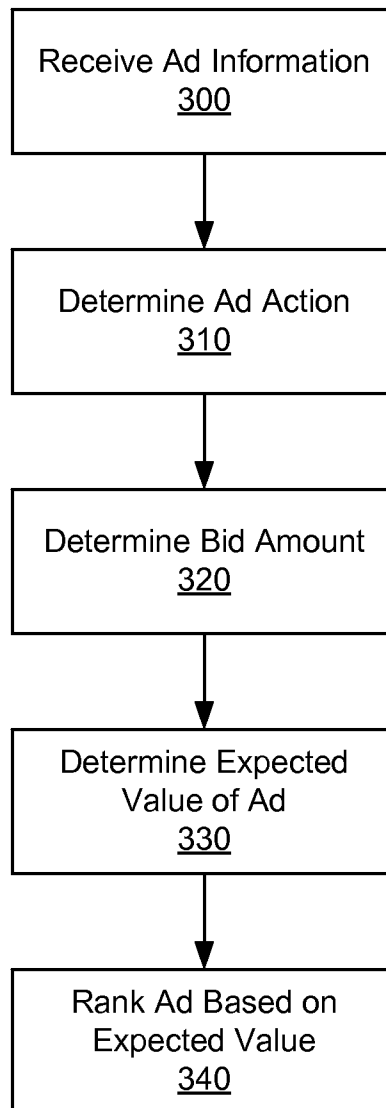 Receive Ad Information
300
Determine Ad Action
310
Determine Bid Amount
320
Determine Expected
Value of Ad
330
Rank Ad Based on
Expected Value
340